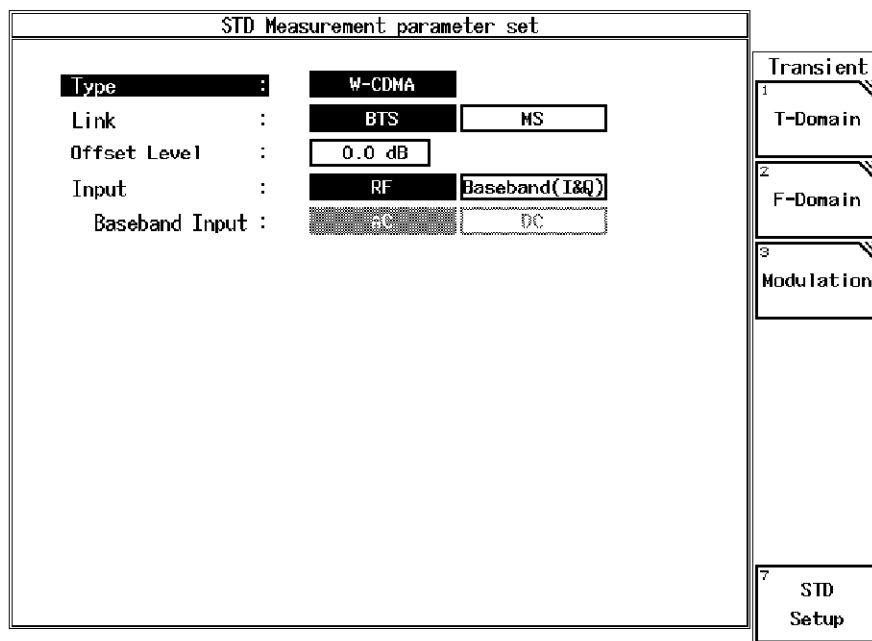 STD Measurement parameter set
Type : W-CDMA
Link : BTS MS
Offset Level : 0.0 dB
Input : RF Baseband(I&Q)
Baseband Input : AC DC
Transient
1
T-Domain
2
F-Domain
3
Modulation
7
STD
Setup